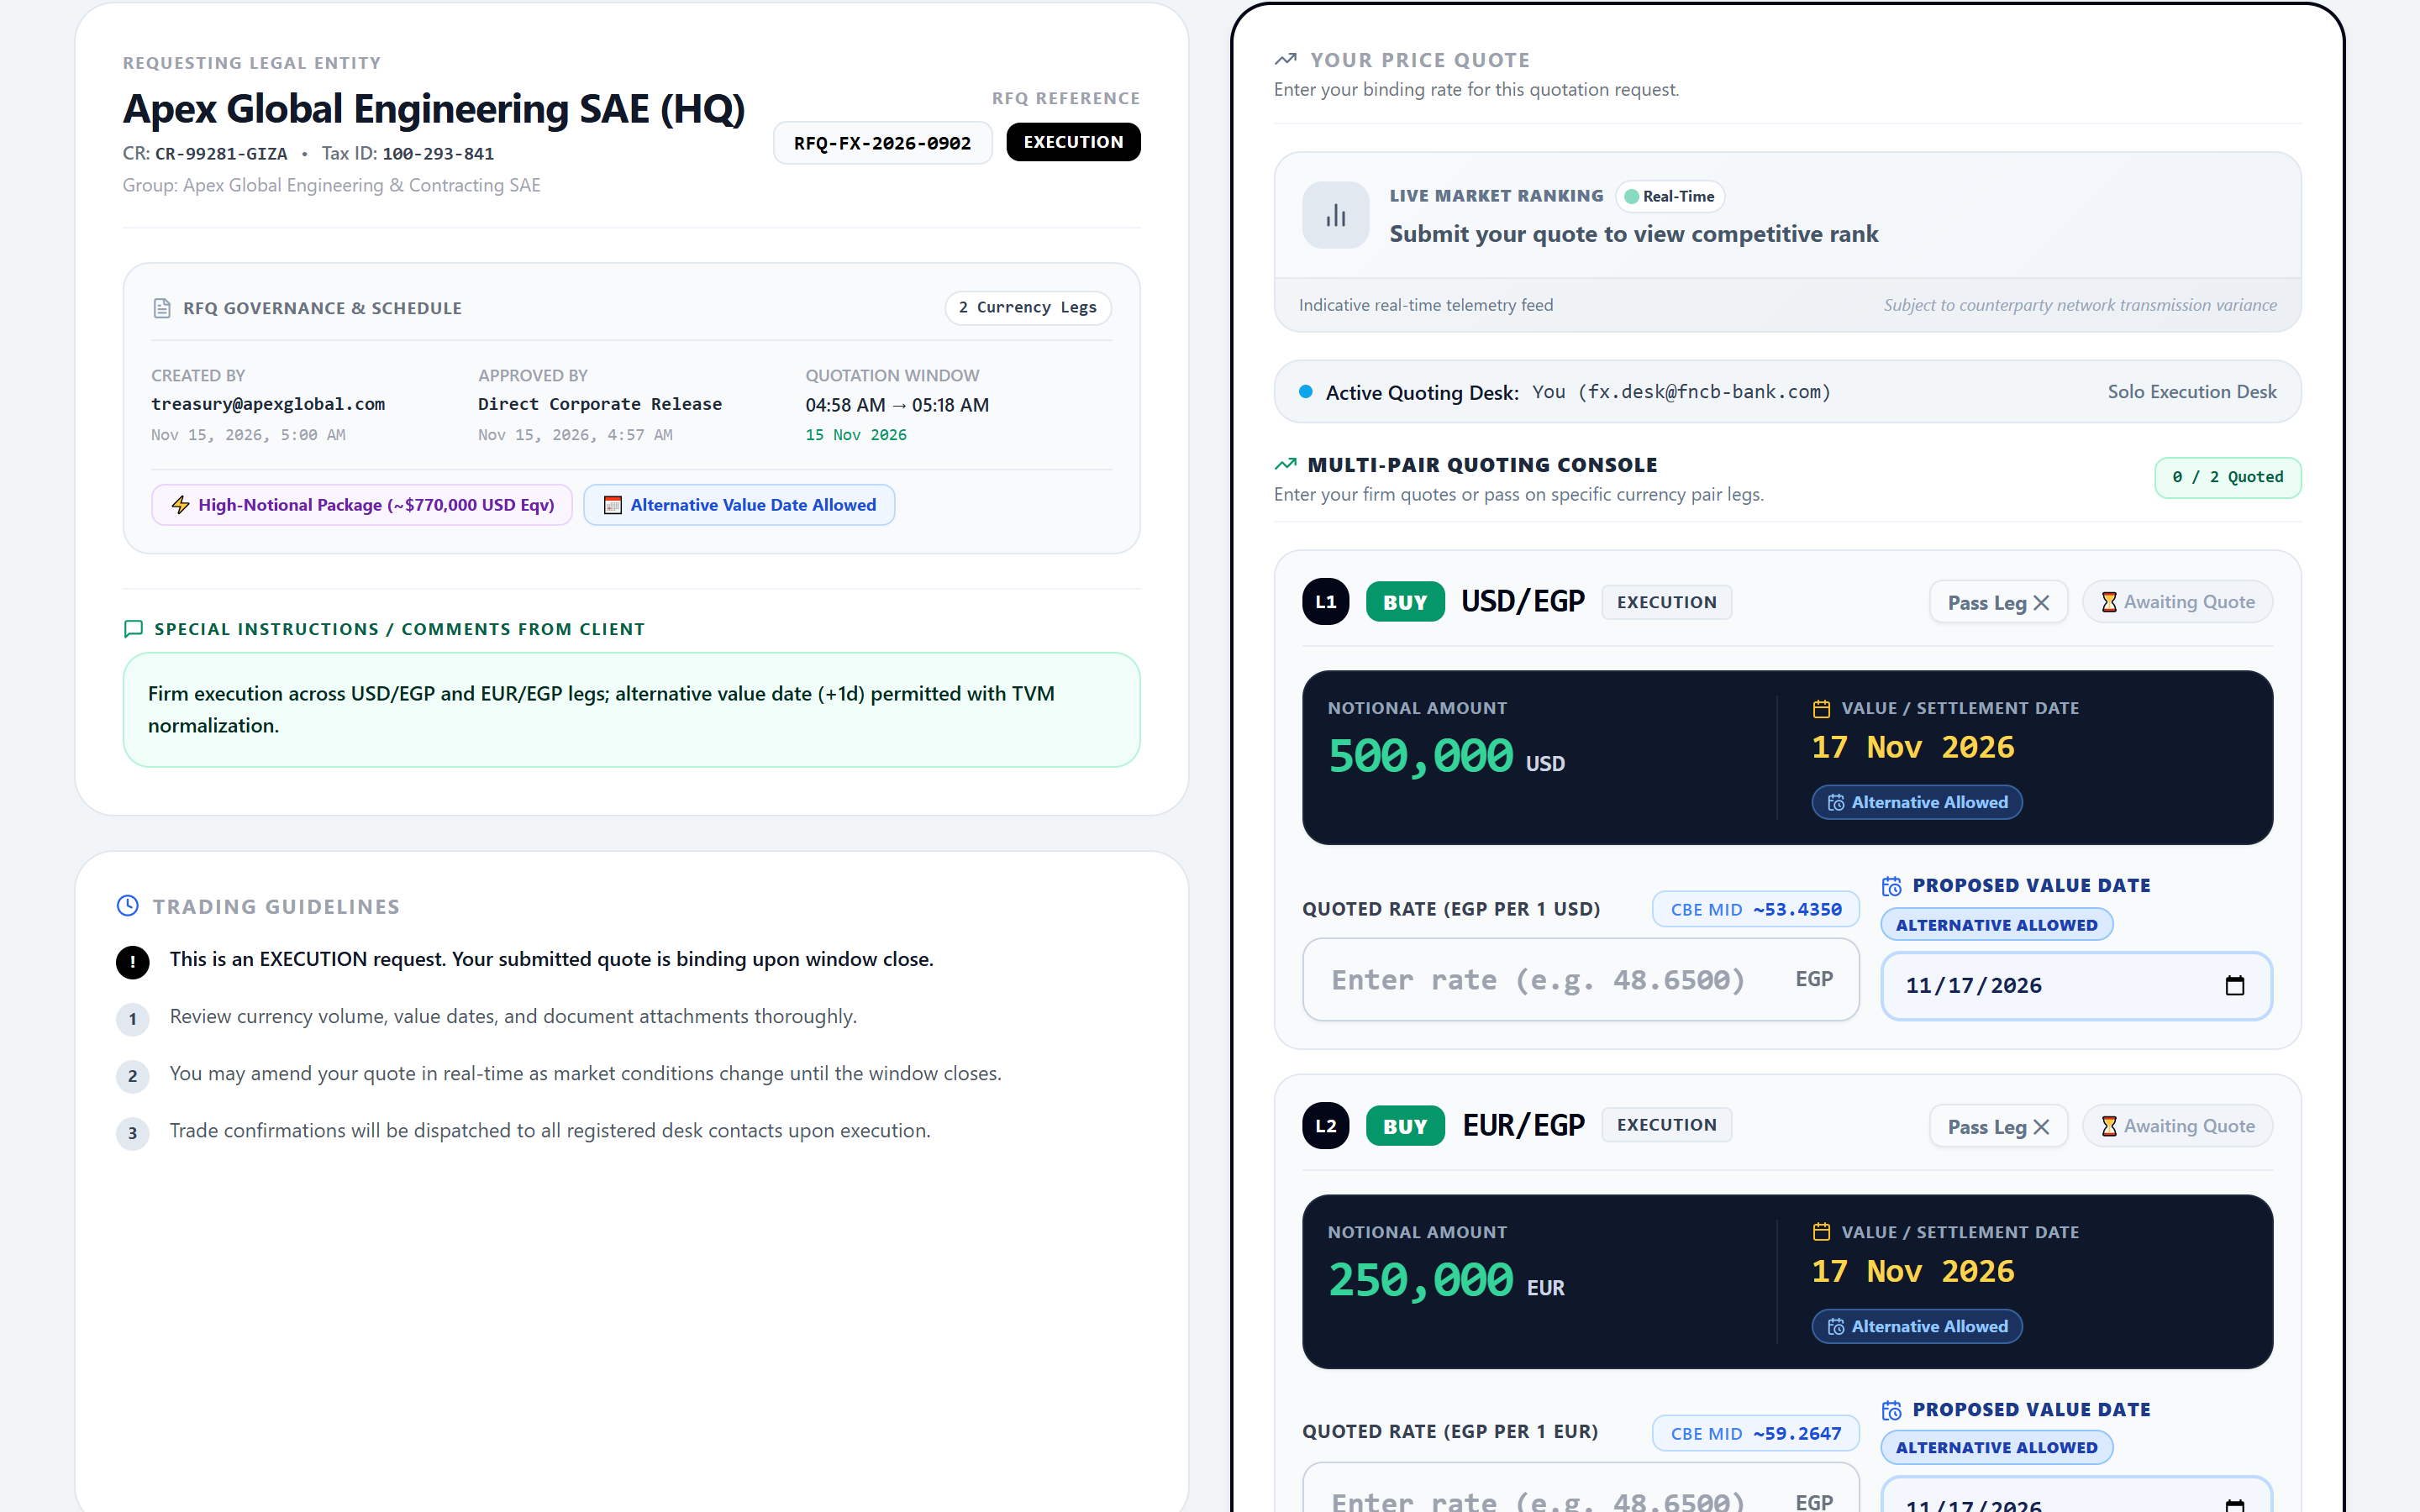 REQUESTING LEGAL ENTITY
Apex Global Engineering SAE (HQ)
CR: CR-99281-GIZA • Tax ID: 100-293-841
Group: Apex Global Engineering & Contracting SAE
RFQ REFERENCE
RFQ-FX-2026-0902 EXECUTION
RFQ GOVERNANCE & SCHEDULE
2 Currency Legs
CREATED BY
treasury@apexglobal.com
Nov 15, 2026, 5:00 AM
APPROVED BY
Direct Corporate Release
Nov 15, 2026, 4:57 AM
QUOTATION WINDOW
04:58 AM → 05:18 AM
15 Nov 2026
⚡ High-Notional Package (~$770,000 USD Eqv)
Alternative Value Date Allowed
SPECIAL INSTRUCTIONS / COMMENTS FROM CLIENT
Firm execution across USD/EGP and EUR/EGP legs; alternative value date (+1d) permitted with TVM
normalization.
TRADING GUIDELINES
! This is an EXECUTION request. Your submitted quote is binding upon window close.
1 Review currency volume, value dates, and document attachments thoroughly.
2 You may amend your quote in real-time as market conditions change until the window closes.
3 Trade confirmations will be dispatched to all registered desk contacts upon execution.
YOUR PRICE QUOTE
Enter your binding rate for this quotation request.
LIVE MARKET RANKING Real-Time
Submit your quote to view competitive rank
Indicative real-time telemetry feed
Subject to counterparty network transmission variance
Active Quoting Desk: You (fx.desk@fncb-bank.com)
Solo Execution Desk
MULTI-PAIR QUOTING CONSOLE
Enter your firm quotes or pass on specific currency pair legs.
0 / 2 Quoted
L1 BUY USD/EGP EXECUTION
Pass Leg ✕ ⏳ Awaiting Quote
NOTIONAL AMOUNT
500,000 USD
VALUE / SETTLEMENT DATE
17 Nov 2026
Alternative Allowed
QUOTED RATE (EGP PER 1 USD)
CBE MID ~53.4350
Enter rate (e.g. 48.6500) EGP
PROPOSED VALUE DATE
ALTERNATIVE ALLOWED
11/17/2026
L2 BUY EUR/EGP EXECUTION
Pass Leg ✕ ⏳ Awaiting Quote
NOTIONAL AMOUNT
250,000 EUR
VALUE / SETTLEMENT DATE
17 Nov 2026
Alternative Allowed
QUOTED RATE (EGP PER 1 EUR)
CBE MID ~59.2647
Enter rate (e.g. 48.6500) EGP
PROPOSED VALUE DATE
ALTERNATIVE ALLOWED
11/17/2026